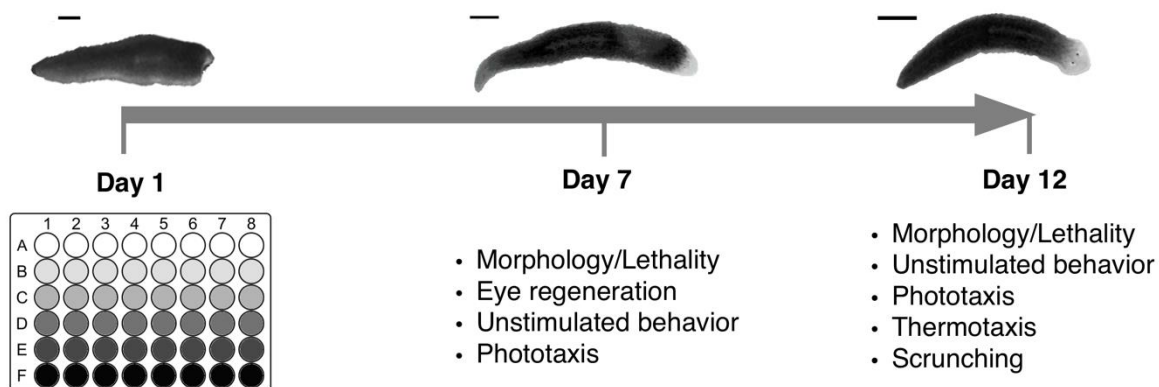 Day 1
Day 7
Day 12
1 2 3 4 5 6 7 8
A
B
C
D
E
F
• Morphology/Lethality
• Eye regeneration
• Unstimulated behavior
• Phototaxis
• Morphology/Lethality
• Unstimulated behavior
• Phototaxis
• Thermotaxis
• Scrunching